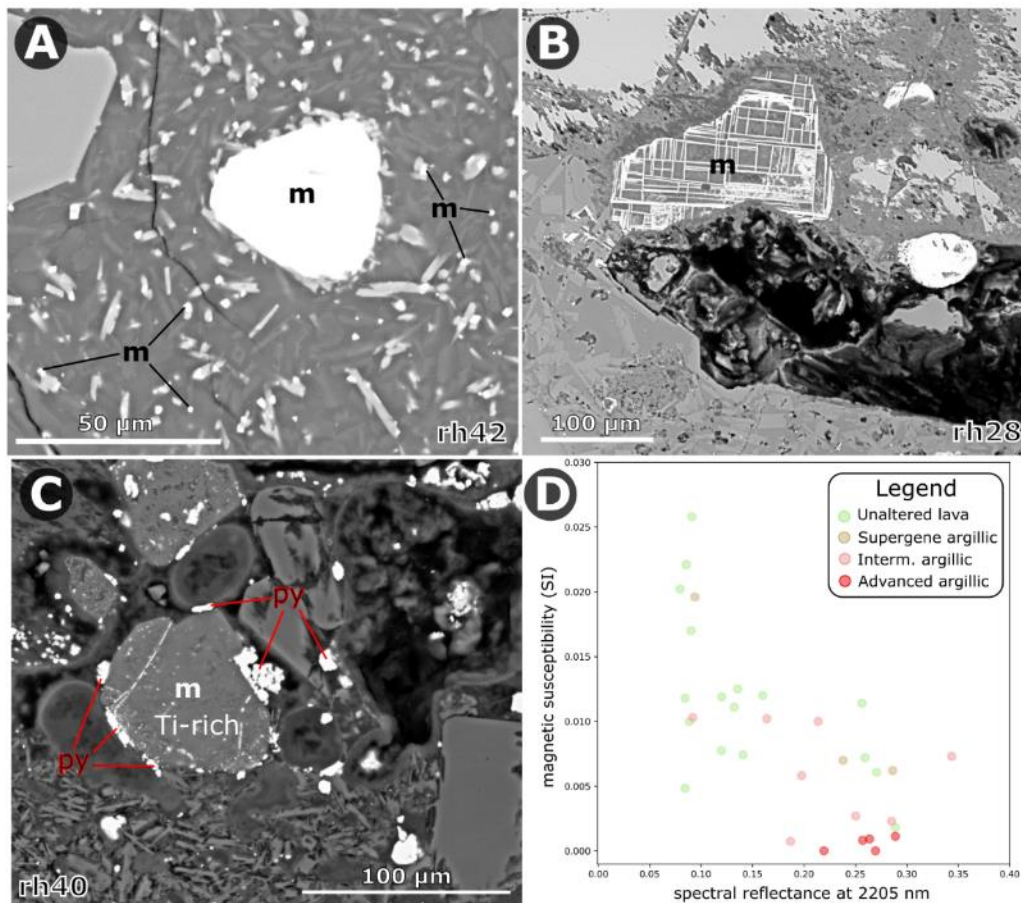 A
m
m
m
50 µm
rh42
B
m
100 µm
rh28
C
py
m
Ti-rich
py
rh40
100 µm
D
Legend
Unaltered lava
Supergene argillic
Interm. argillic
Advanced argillic
magnetic susceptibility (SI)
0.030
0.025
0.020
0.015
0.010
0.005
0.000
0.00 0.05 0.10 0.15 0.20 0.25 0.30 0.35 0.40
spectral reflectance at 2205 nm